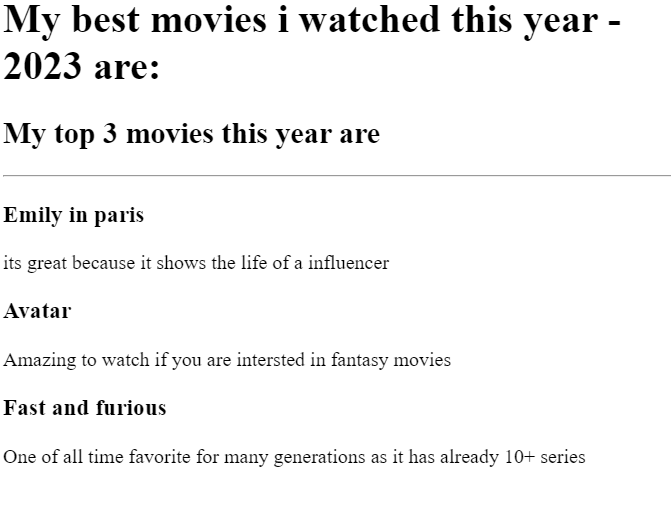 My best movies i watched this year -
2023 are:
My top 3 movies this year are
Emily in paris
its great because it shows the life of a influencer
Avatar
Amazing to watch if you are intersted in fantasy movies
Fast and furious
One of all time favorite for many generations as it has already 10+ series